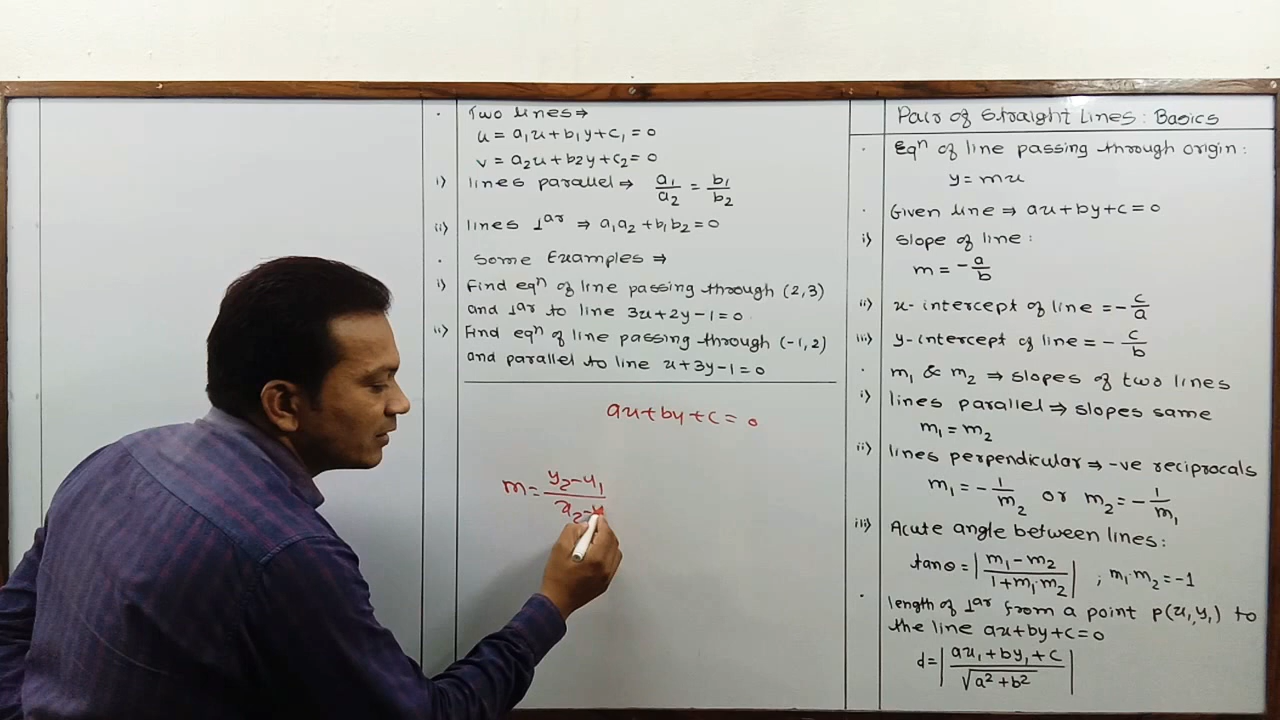 · Two lines ⇒
u = a₁x + b₁y + c₁ = 0
v = a₂x + b2y + c₂ = 0
i) lines parallel ⇒ a₁/a₂ = b₁/b₂
ii) lines ⊥ar ⇒ a₁a₂ + b₁b₂ = 0
· Some Examples ⇒
i) Find eqⁿ of line passing through (2,3)
and ⊥ar to line 3x + 2y - 1 = 0
ii) Find eqⁿ of line passing through (-1,2)
and parallel to line x + 3y - 1 = 0
ax + by + c = 0
m = y₂ - y₁ / x₂ -
Pair of Straight Lines : Basics
· Eqⁿ of line passing through origin :
y = mx
· Given line ⇒ ax + by + c = 0
i) slope of line :
m = - a/b
ii) x-intercept of line = - c/a
iii) y-intercept of line = - c/b
· m₁ & m₂ ⇒ slopes of two lines
i) lines parallel ⇒ slopes same
m₁ = m₂
ii) lines perpendicular ⇒ -ve reciprocals
m₁ = - 1/m₂ or m₂ = - 1/m₁
iii) Acute angle between lines :
tanθ = | m₁ - m₂ / 1 + m₁·m₂ | ; m₁·m₂ = -1
· length of ⊥ar from a point p(x₁,y₁) to
the line ax + by + c = 0
d = | ax₁ + by₁ + c / √a² + b² |